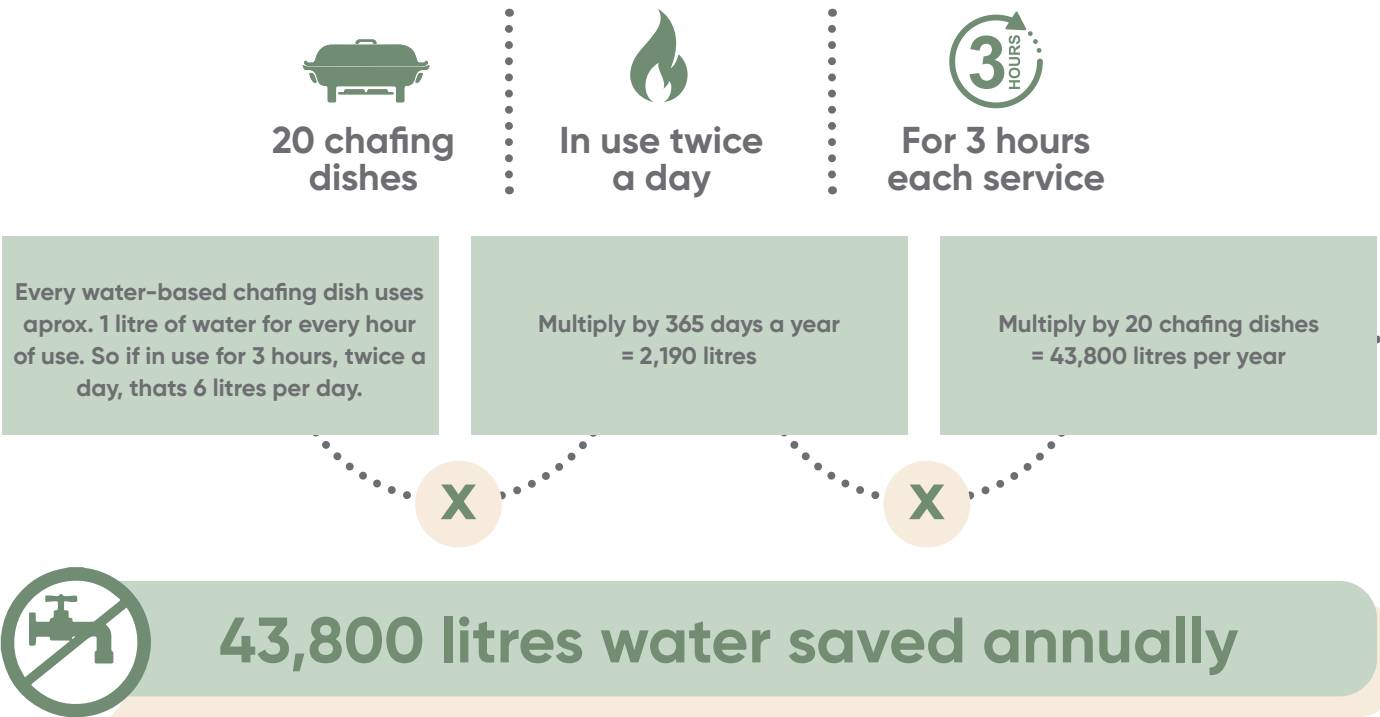 3
HOURS
20 chafing
dishes
In use twice
a day
For 3 hours
each service
Every water-based chafing dish uses
aprox. 1 litre of water for every hour
of use. So if in use for 3 hours, twice a
day, thats 6 litres per day.
Multiply by 365 days a year
= 2,190 litres
Multiply by 20 chafing dishes
= 43,800 litres per year
X
X
43,800 litres water saved annually